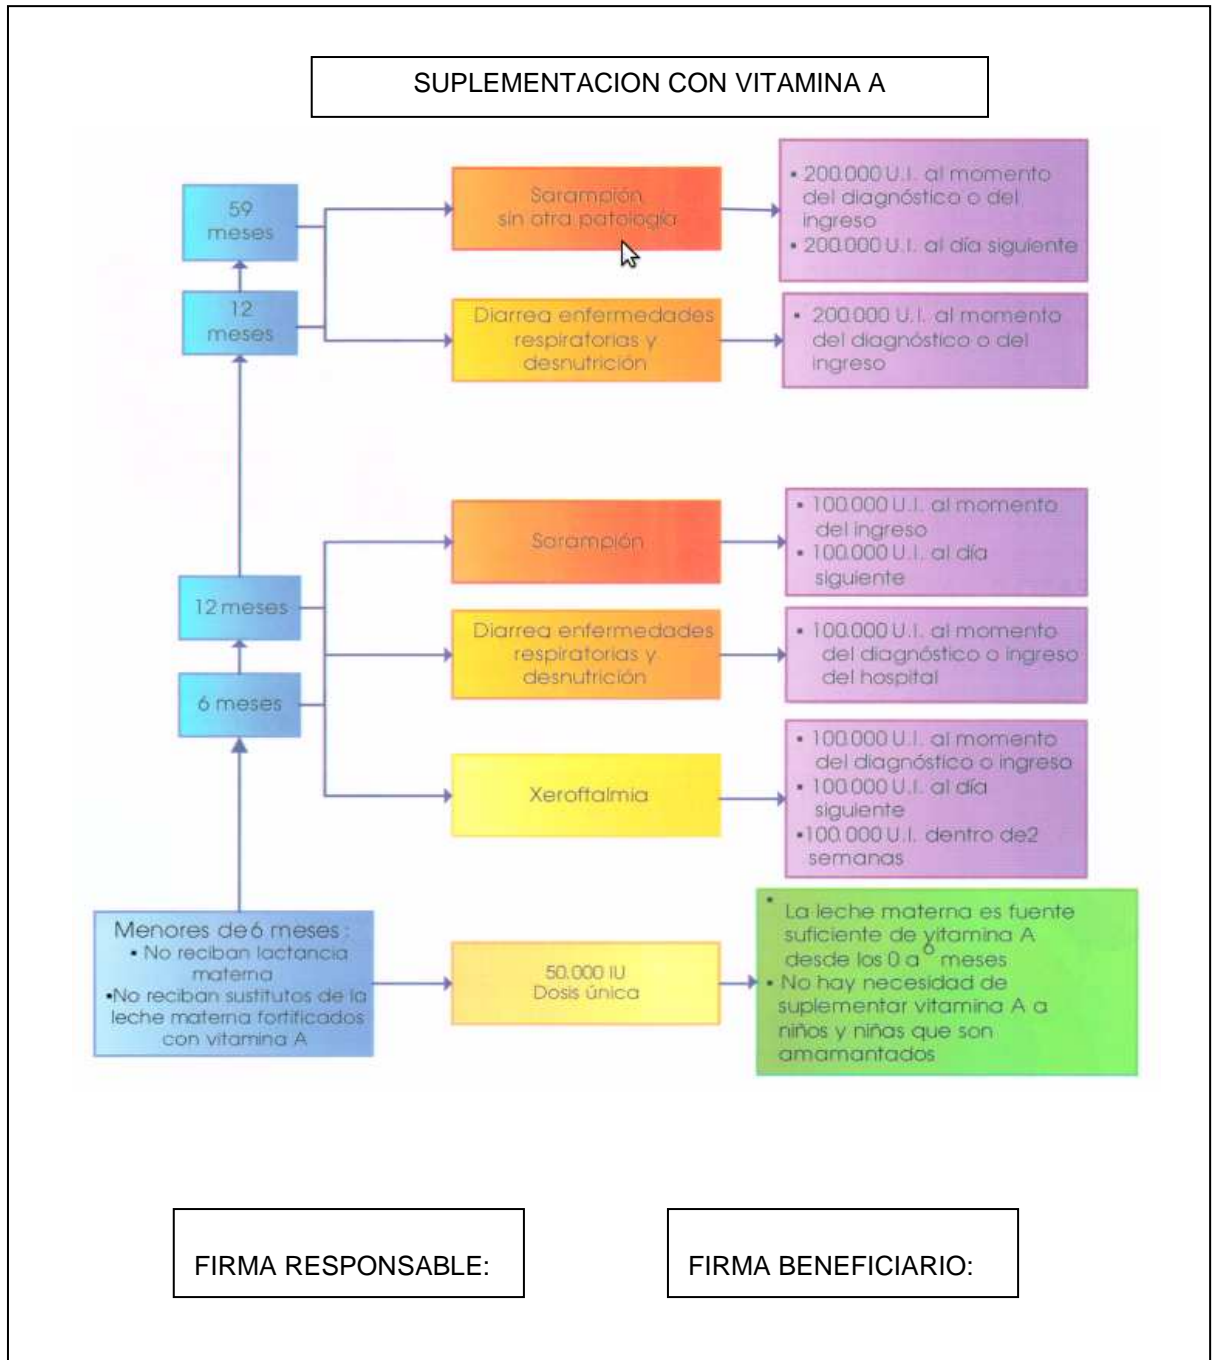 SUPLEMENTACION CON VITAMINA A
59
meses
12
meses
Sarampión
sin otra patología
• 200.000 U.I. al momento
del diagnóstico o del
ingreso
• 200.000 U.I. al día siguiente
Diarrea enfermedades
respiratorias y
desnutrición
• 200.000 U.I. al momento
del diagnóstico o del
ingreso
12 meses
6 meses
Sarampión
• 100.000 U.I. al momento
del ingreso
• 100.000 U.I. al día
siguiente
Diarrea enfermedades
respiratorias y
desnutrición
• 100.000 U.I. al momento
del diagnóstico o ingreso
del hospital
Xeroftalmia
• 100.000 U.I. al momento
del diagnóstico o ingreso
• 100.000 U.I. al día
siguiente
•100.000 U.I. dentro de2
semanas
Menores de 6 meses :
• No reciban lactancia
materna
•No reciban sustitutos de la
leche materna fortificados
con vitamina A
50.000 IU
Dosis única
• La leche materna es fuente
suficiente de vitamina A
desde los 0 a 6 meses
• No hay necesidad de
suplementar vitamina A a
niños y niñas que son
amamantados
FIRMA RESPONSABLE:
FIRMA BENEFICIARIO: